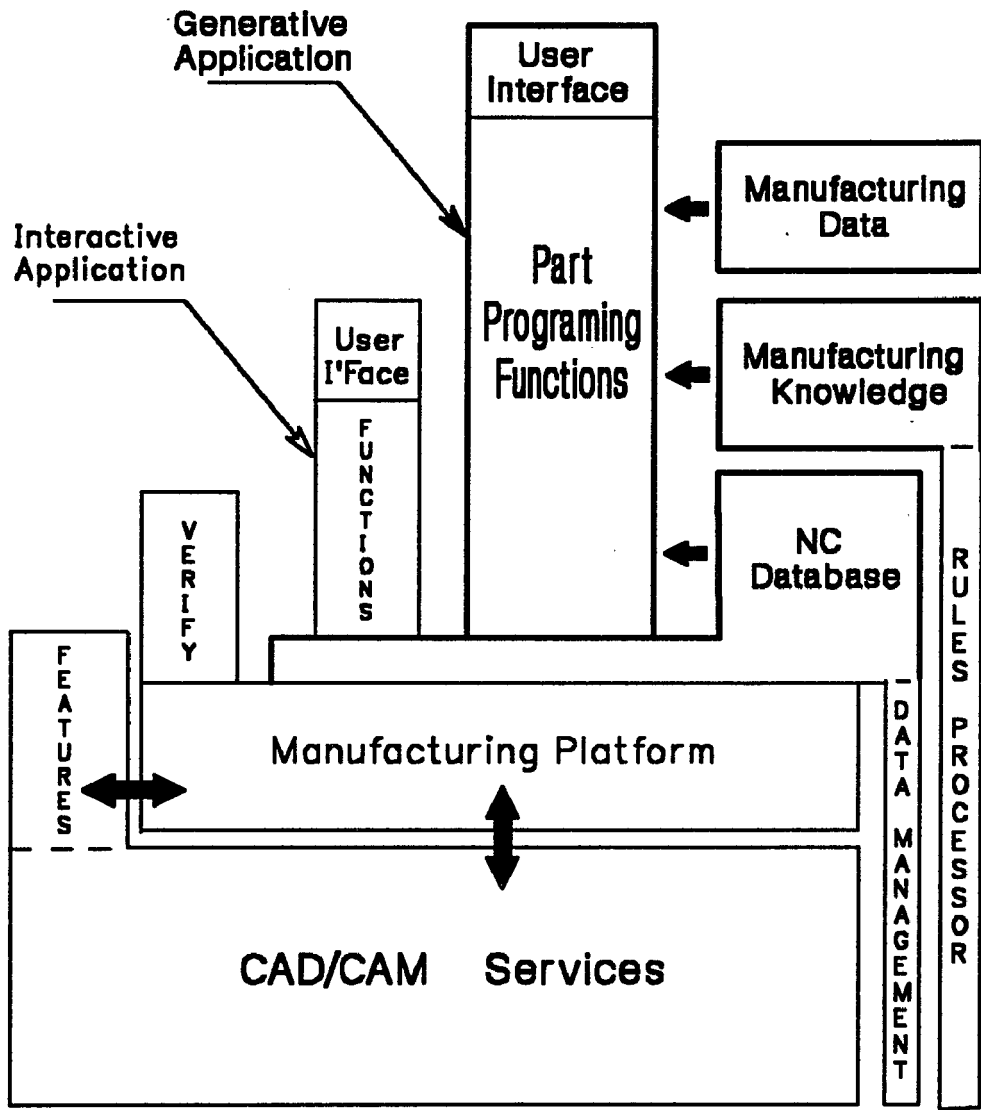 Generative
Application
User
Interface
Manufacturing
Data
Interactive
Application
Part
Programing
Functions
User
I'Face
Manufacturing
Knowledge
FUNCTIONS
VERIFY
NC
Database
RULES PROCESSOR
FEATURES
Manufacturing Platform
DATA MANAGEMENT
CAD/CAM Services